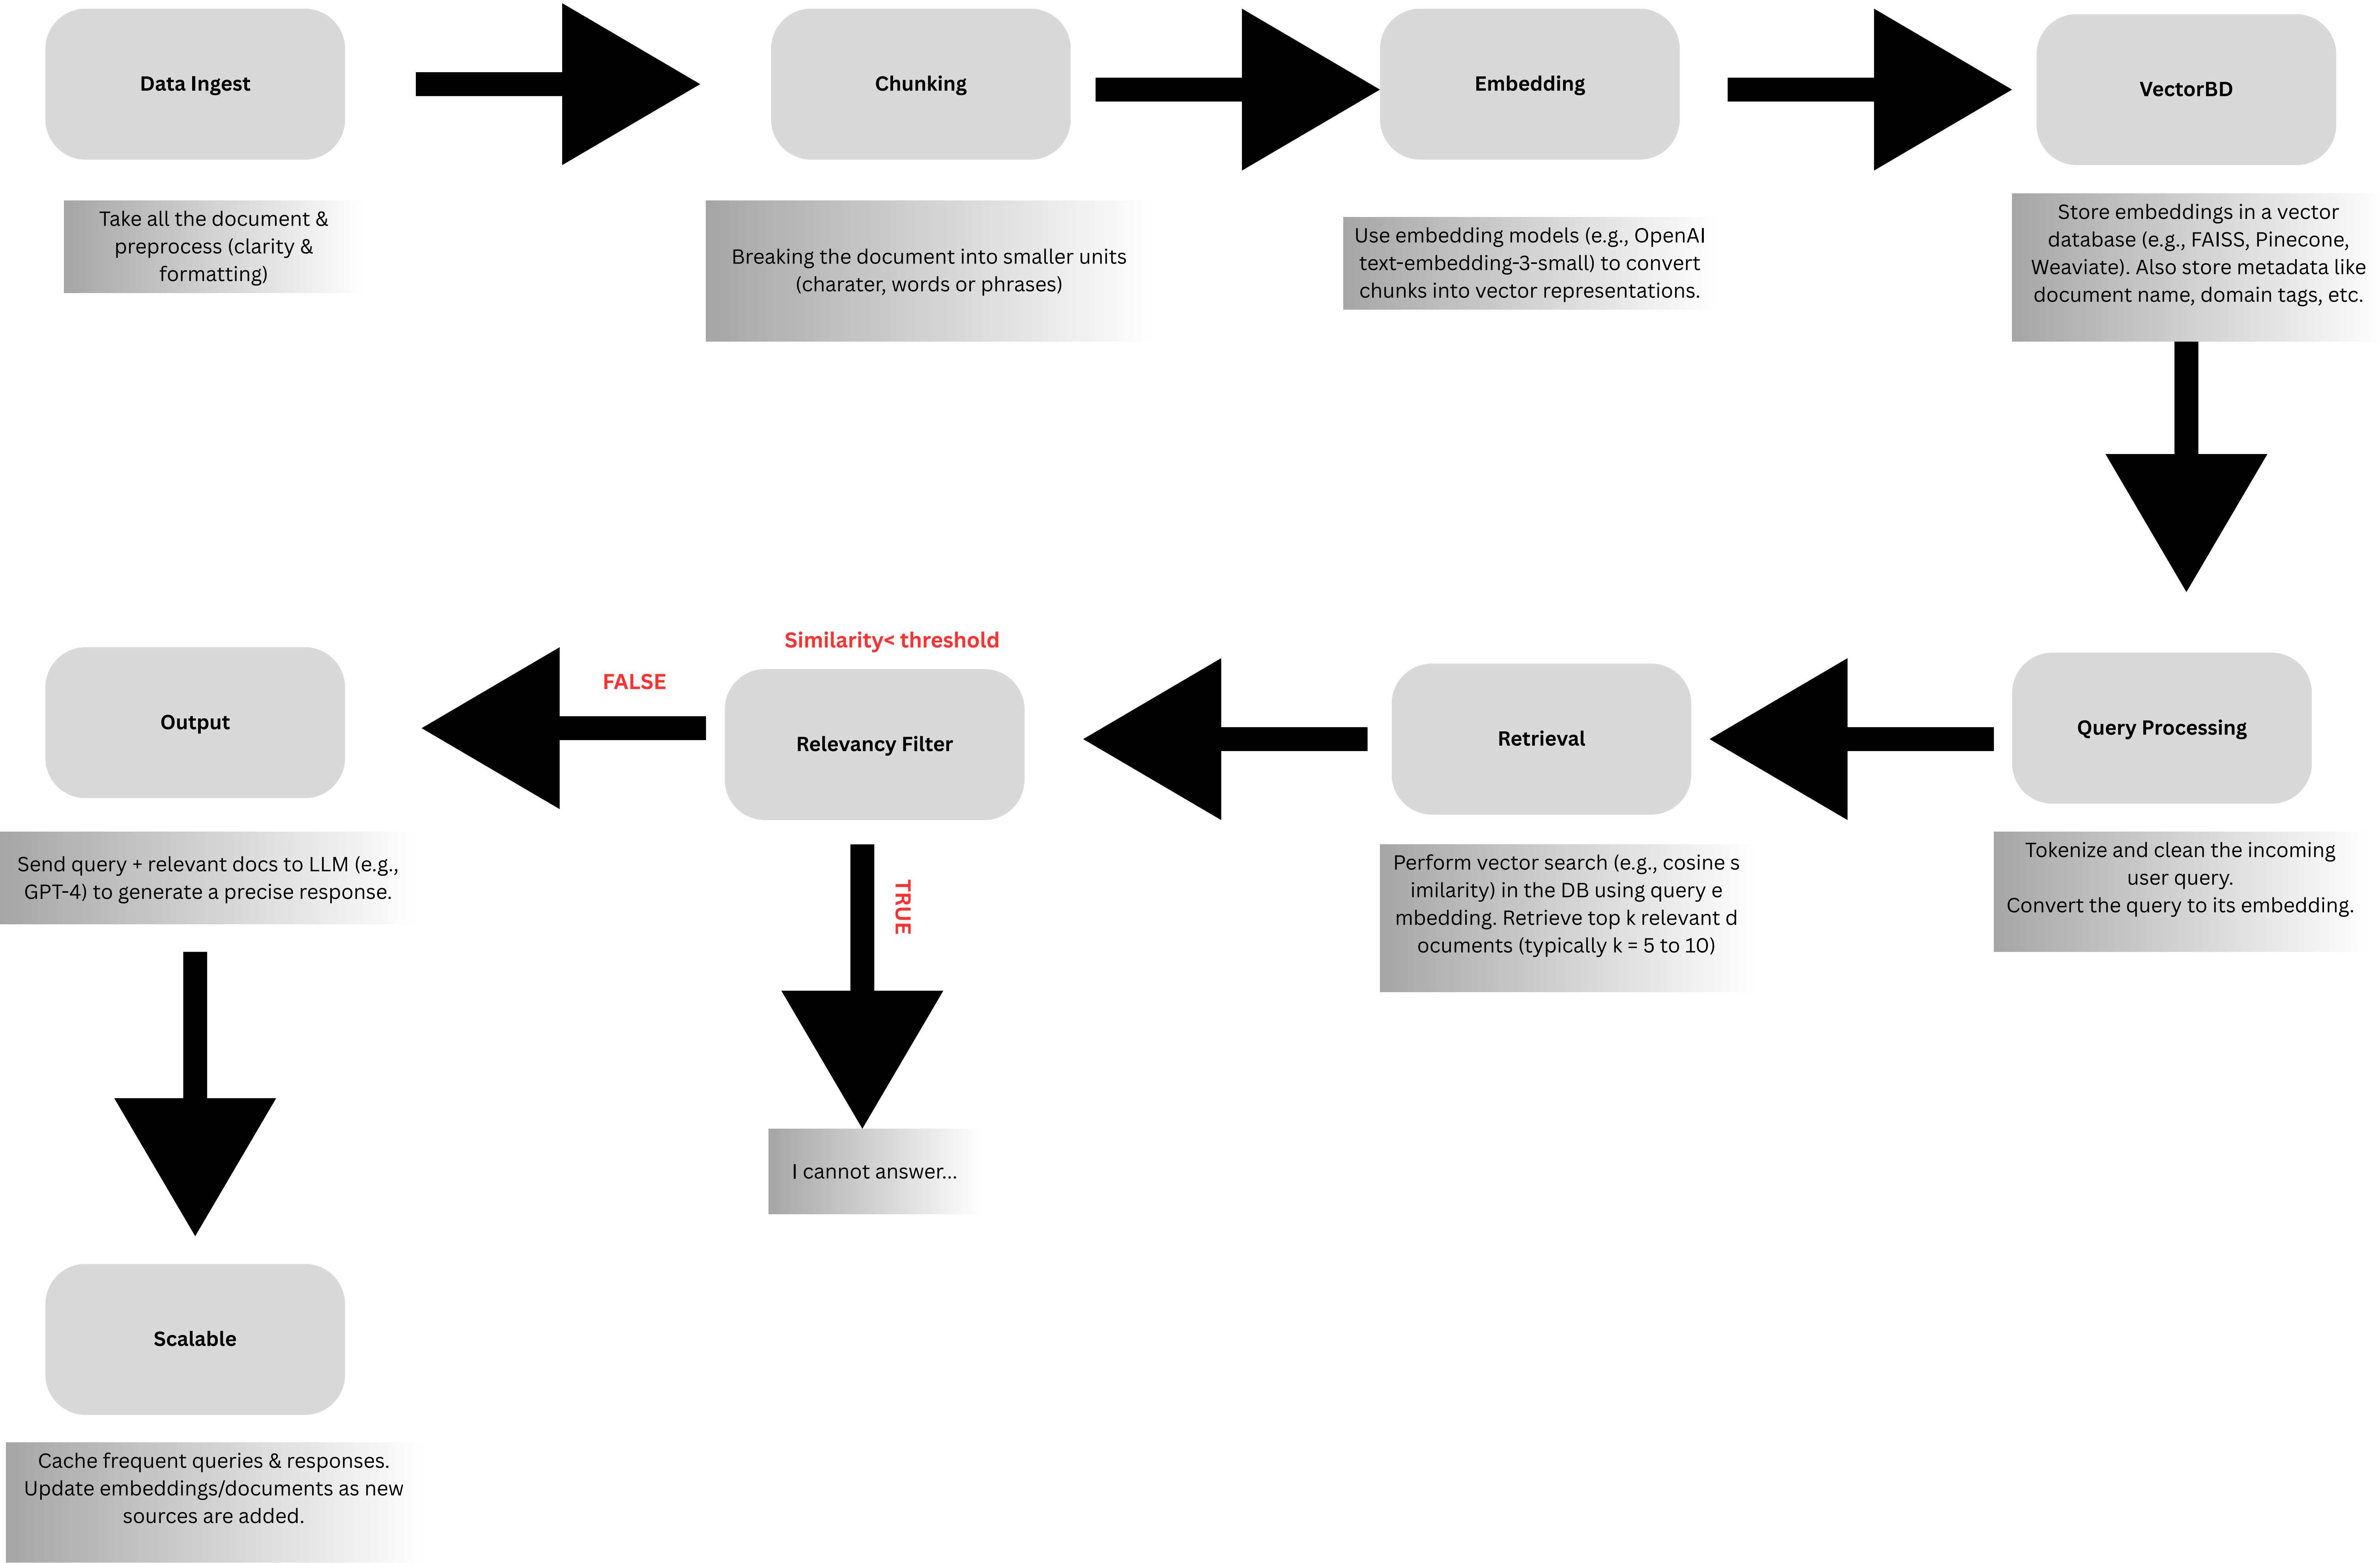 Data Ingest
Chunking
Embedding
VectorBD
Take all the document &
preprocess (clarity &
formatting)
Breaking the document into smaller units
(charater, words or phrases)
Use embedding models (e.g., OpenAI
text-embedding-3-small) to convert
chunks into vector representations.
Store embeddings in a vector
database (e.g., FAISS, Pinecone,
Weaviate). Also store metadata like
document name, domain tags, etc.
Query Processing
Tokenize and clean the incoming
user query.
Convert the query to its embedding.
Retrieval
Perform vector search (e.g., cosine s
imilarity) in the DB using query e
mbedding. Retrieve top k relevant d
ocuments (typically k = 5 to 10)
Similarity< threshold
Relevancy Filter
TRUE
I cannot answer...
FALSE
Output
Send query + relevant docs to LLM (e.g.,
GPT-4) to generate a precise response.
Scalable
Cache frequent queries & responses.
Update embeddings/documents as new
sources are added.